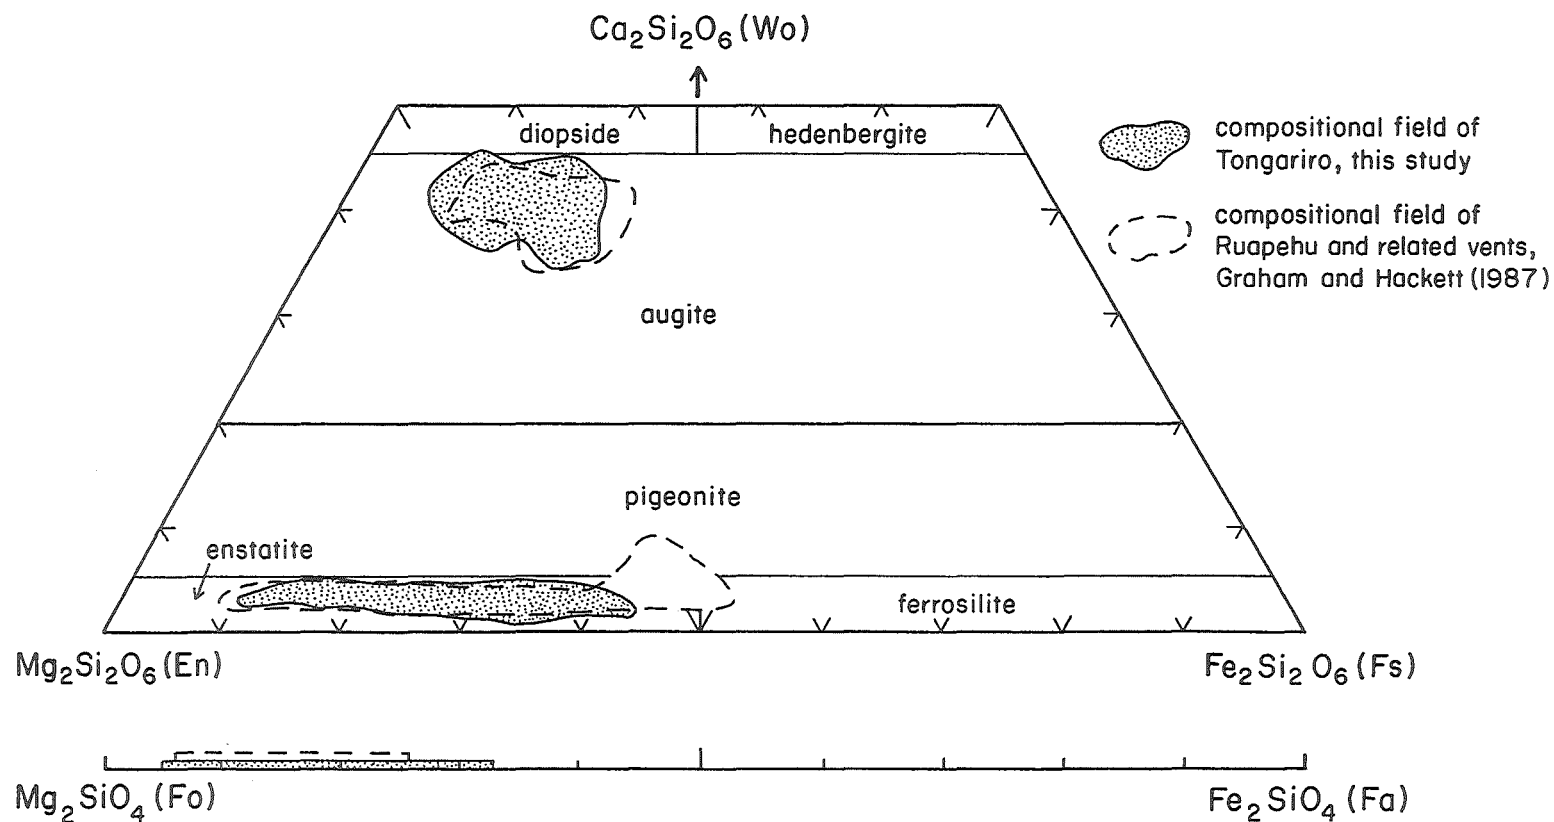 Ca₂Si₂O₆(Wo)
diopside
hedenbergite
compositional field of
Tongariro, this study
compositional field of
Ruapehu and related vents,
Graham and Hackett (1987)
augite
pigeonite
enstatite
ferrosilite
Mg₂Si₂O₆(En)
Fe₂Si₂O₆(Fs)
Mg₂SiO₄(Fo)
Fe₂SiO₄(Fa)